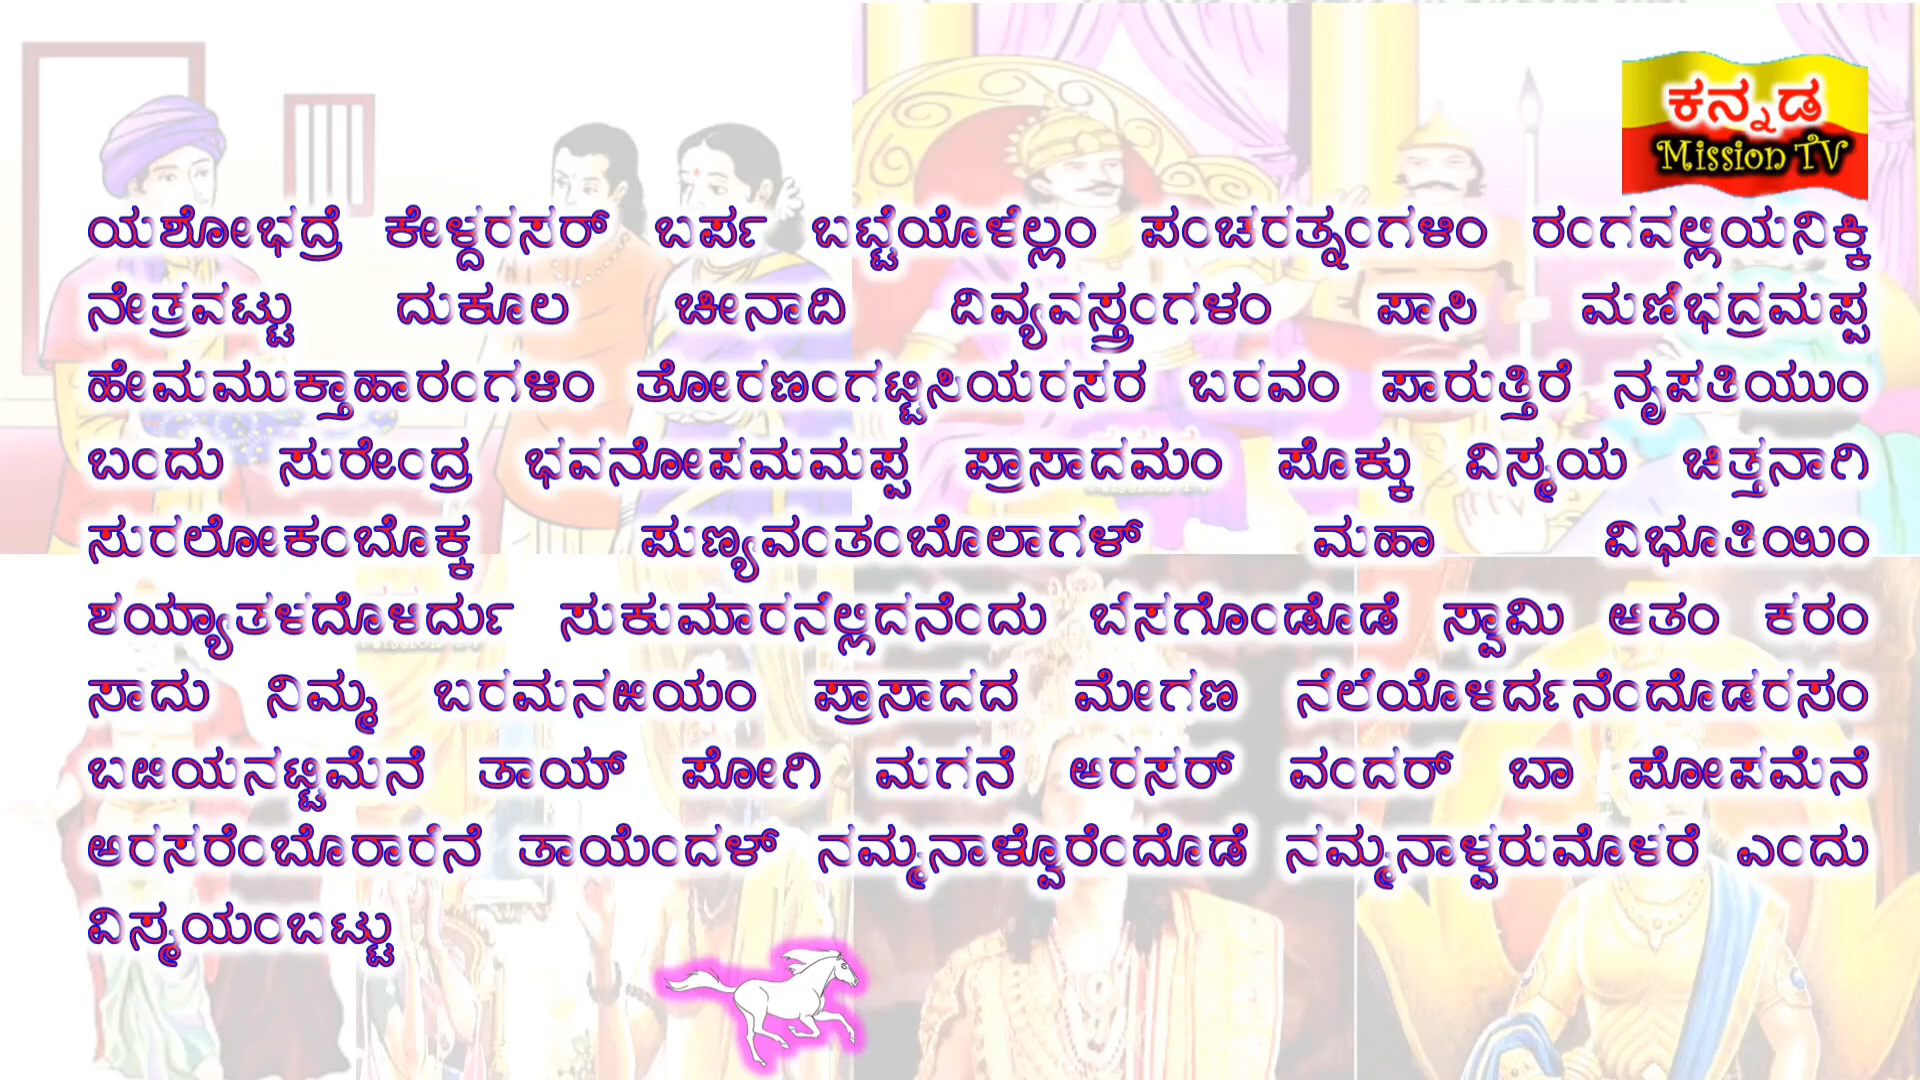 ಕನ್ನಡ
Mission TV
ಯಶೋಭದ್ರೆ ಕೇಳ್ದರಸರ್ ಬರ್ಪ ಬಟ್ಟೆಯೊಳೆಲ್ಲಂ ಪಂಚರತ್ನಂಗಳಿಂ ರಂಗವಲ್ಲಿಯನಿಕ್ಕಿ
ನೇತ್ರವಟ್ಟು ದುಕೂಲ ಚೀನಾದಿ ದಿವ್ಯವಸ್ತ್ರಂಗಳಂ ಪಾಸಿ ಮಣಿಭದ್ರಮಪ್ಪ
ಹೇಮಮುಕ್ತಾಹಾರಂಗಳಿಂ ತೋರಣಂಗಟ್ಟಿಸಿಯರಸರ ಬರವಂ ಪಾರುತ್ತಿರೆ ನೃಪತಿಯುಂ
ಬಂದು ಸುರೇಂದ್ರ ಭವನೋಪಮಮಪ್ಪ ಪ್ರಾಸಾದಮಂ ಪೊಕ್ಕು ವಿಸ್ಮಯ ಚಿತ್ತನಾಗಿ
ಸುರಲೋಕಂಬೊಕ್ಕ ಪುಣ್ಯವಂತಂಬೊಲಾಗಳ್ ಮಹಾ ವಿಭೂತಿಯಿಂ
ಶಯ್ಯಾತಳದೊಳಿರ್ದು ಸುಕುಮಾರನೆಲ್ಲಿದನೆಂದು ಬೆಸಗೊಂಡೊಡೆ ಸ್ವಾಮಿ ಆತಂ ಕರಂ
ಸಾದು ನಿಮ್ಮ ಬರಮನಱಿಯಂ ಪ್ರಾಸಾದದ ಮೇಗಣ ನೆಲೆಯೊಳಿರ್ದನೆಂದೊಡರಸಂ
ಬೞಿಯನಟ್ಟಿಮೆನೆ ತಾಯ್ ಪೋಗಿ ಮಗನೆ ಅರಸರ್ ವಂದರ್ ಬಾ ಪೋಪಮೆನೆ
ಅರಸರೆಂಬೊರಾರೆನೆ ತಾಯೆಂದಳ್ ನಮ್ಮನಾಳ್ವೊರೆಂದೊಡೆ ನಮ್ಮನಾಳ್ವರುಮೊಳರೆ ಎಂದು
ವಿಸ್ಮಯಂಬಟ್ಟು